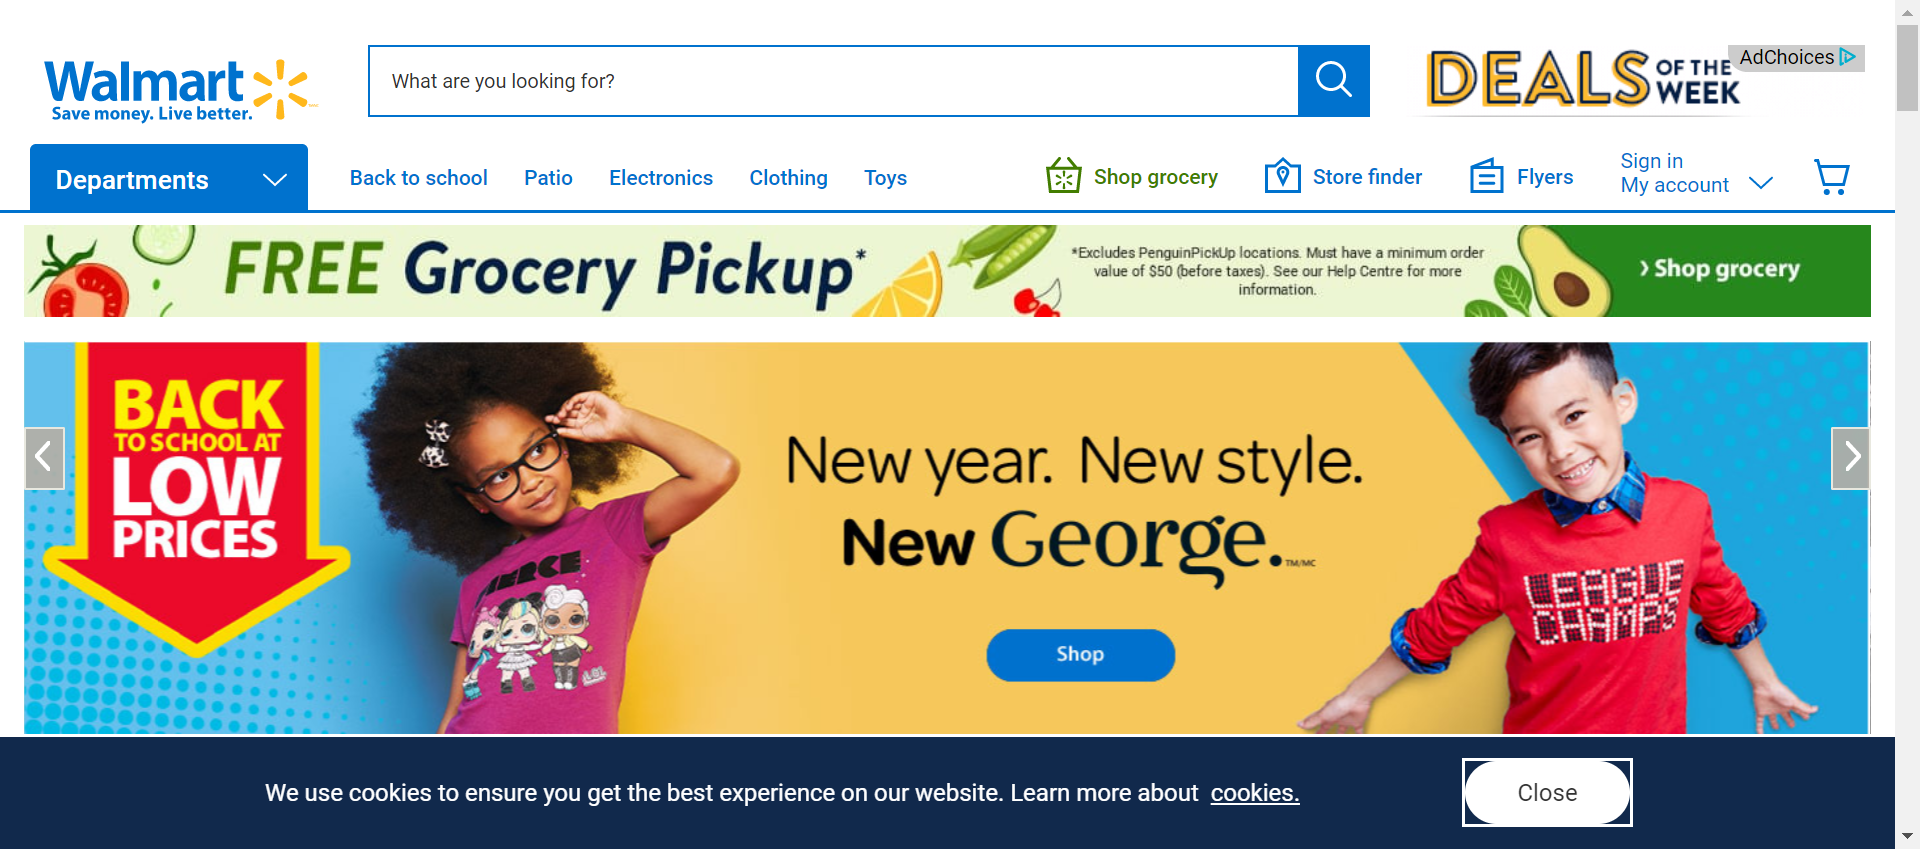 Walmart
Save money. Live better.
What are you looking for?
DEALS OF THE WEEK
AdChoices
Departments
Back to school
Patio
Electronics
Clothing
Toys
Shop grocery
Store finder
Flyers
Sign in
My account
FREE Grocery Pickup*
*Excludes PenguinPickUp locations. Must have a minimum order
value of $50 (before taxes). See our Help Centre for more
information.
› Shop grocery
BACK
TO SCHOOL AT
LOW
PRICES
New year. New style.
New George.™/MC
Shop
FIERCE
LOL
LEAGUE
CHAMPS
We use cookies to ensure you get the best experience on our website. Learn more about cookies.
Close